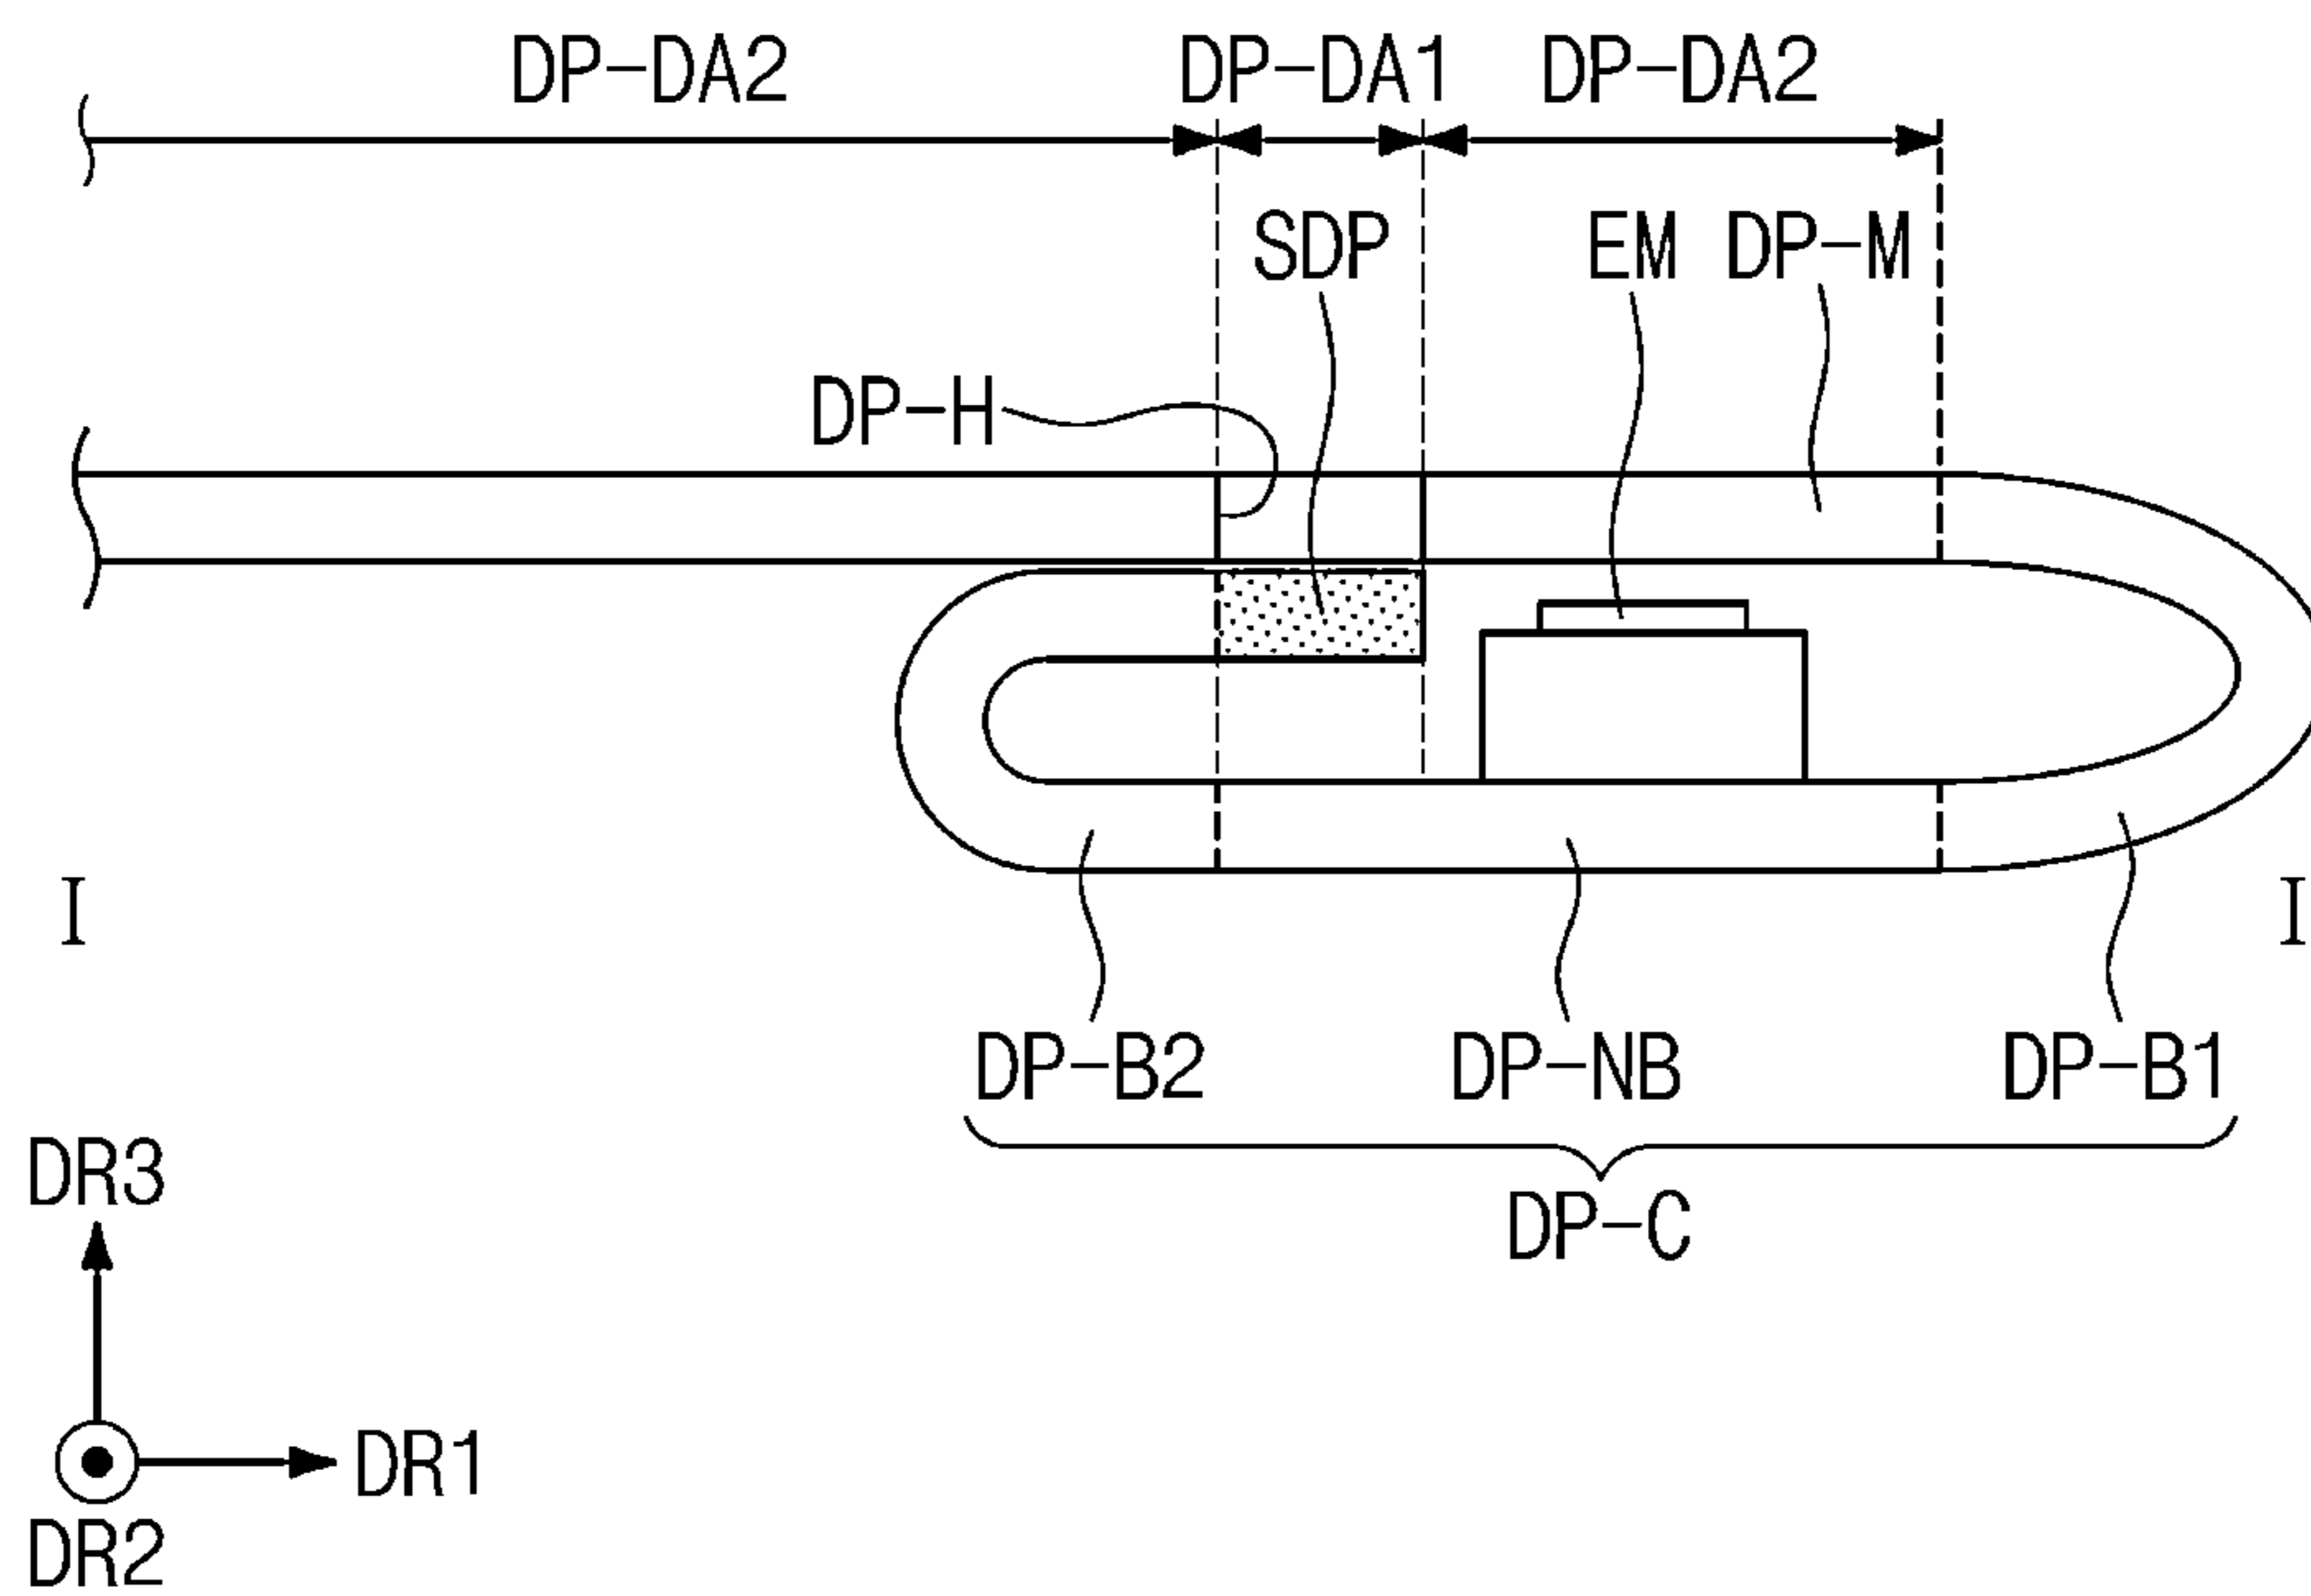 DP-DA2 DP-DA1 DP-DA2
SDP EM DP-M
DP-H
I I
DP-B2 DP-NB DP-B1
DP-C
DR3
DR1
DR2